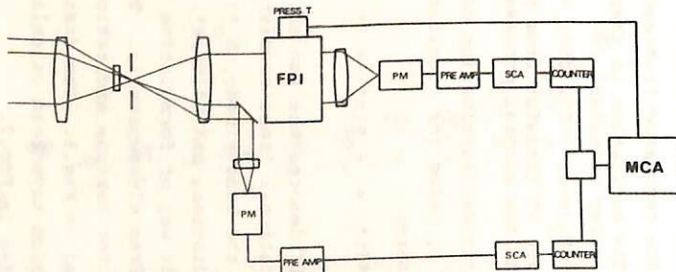 PRESS T
FPI
PM
PRE AMP
SCA
COUNTER
MCA
PM
PRE AMP
SCA
COUNTER